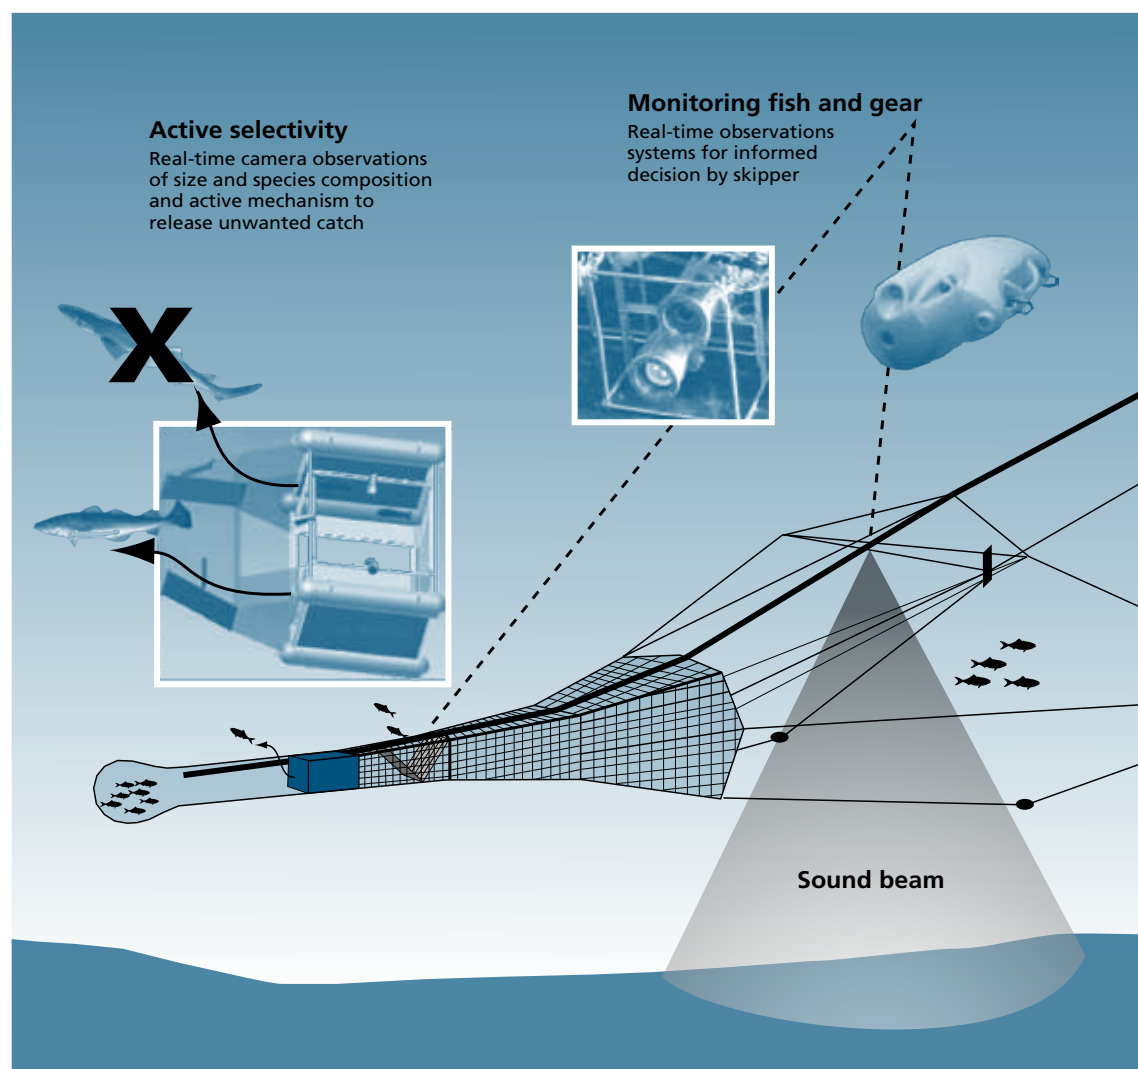 Active selectivity
Real-time camera observations
of size and species composition
and active mechanism to
release unwanted catch
Monitoring fish and gear
Real-time observations
systems for informed
decision by skipper
X
Sound beam